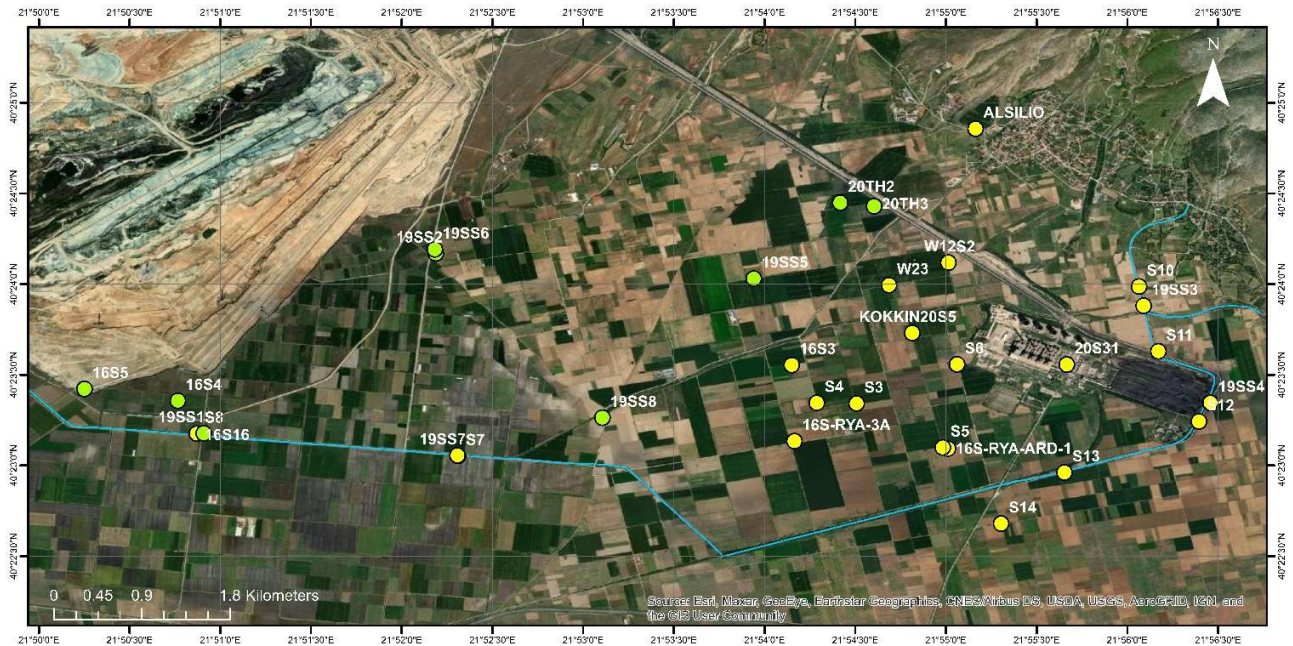 21°50'0"E 21°50'30"E 21°51'0"E 21°51'30"E 21°52'0"E 21°52'30"E 21°53'0"E 21°53'30"E 21°54'0"E 21°54'30"E 21°55'0"E 21°55'30"E 21°56'0"E 21°56'30"E
N
40°25'0"N 40°25'0"N
ALSILIO
40°24'30"N 40°24'30"N
20TH2
20TH3
19SS2 19SS6
W12S2
19SS5
W23
S10
40°24'0"N 40°24'0"N
19SS3
KOKKIN20S5
S11
16S3
S6
20S31
40°23'30"N 40°23'30"N
16S5
16S4
S4
S3
19SS4
19SS8
19SS1S8
16S16
16S-RYA-3A
19SS7S7
S5
16S-RYA-ARD-1
S13
40°23'0"N 40°23'0"N
S14
40°22'30"N 40°22'30"N
0 0.45 0.9 1.8 Kilometers
Source: Esri, Maxar, GeoEye, Earthstar Geographics, CNES/Airbus DS, USDA, USGS, AeroGRID, IGN, and
the GIS User Community
21°50'0"E 21°50'30"E 21°51'0"E 21°51'30"E 21°52'0"E 21°52'30"E 21°53'0"E 21°53'30"E 21°54'0"E 21°54'30"E 21°55'0"E 21°55'30"E 21°56'0"E 21°56'30"E